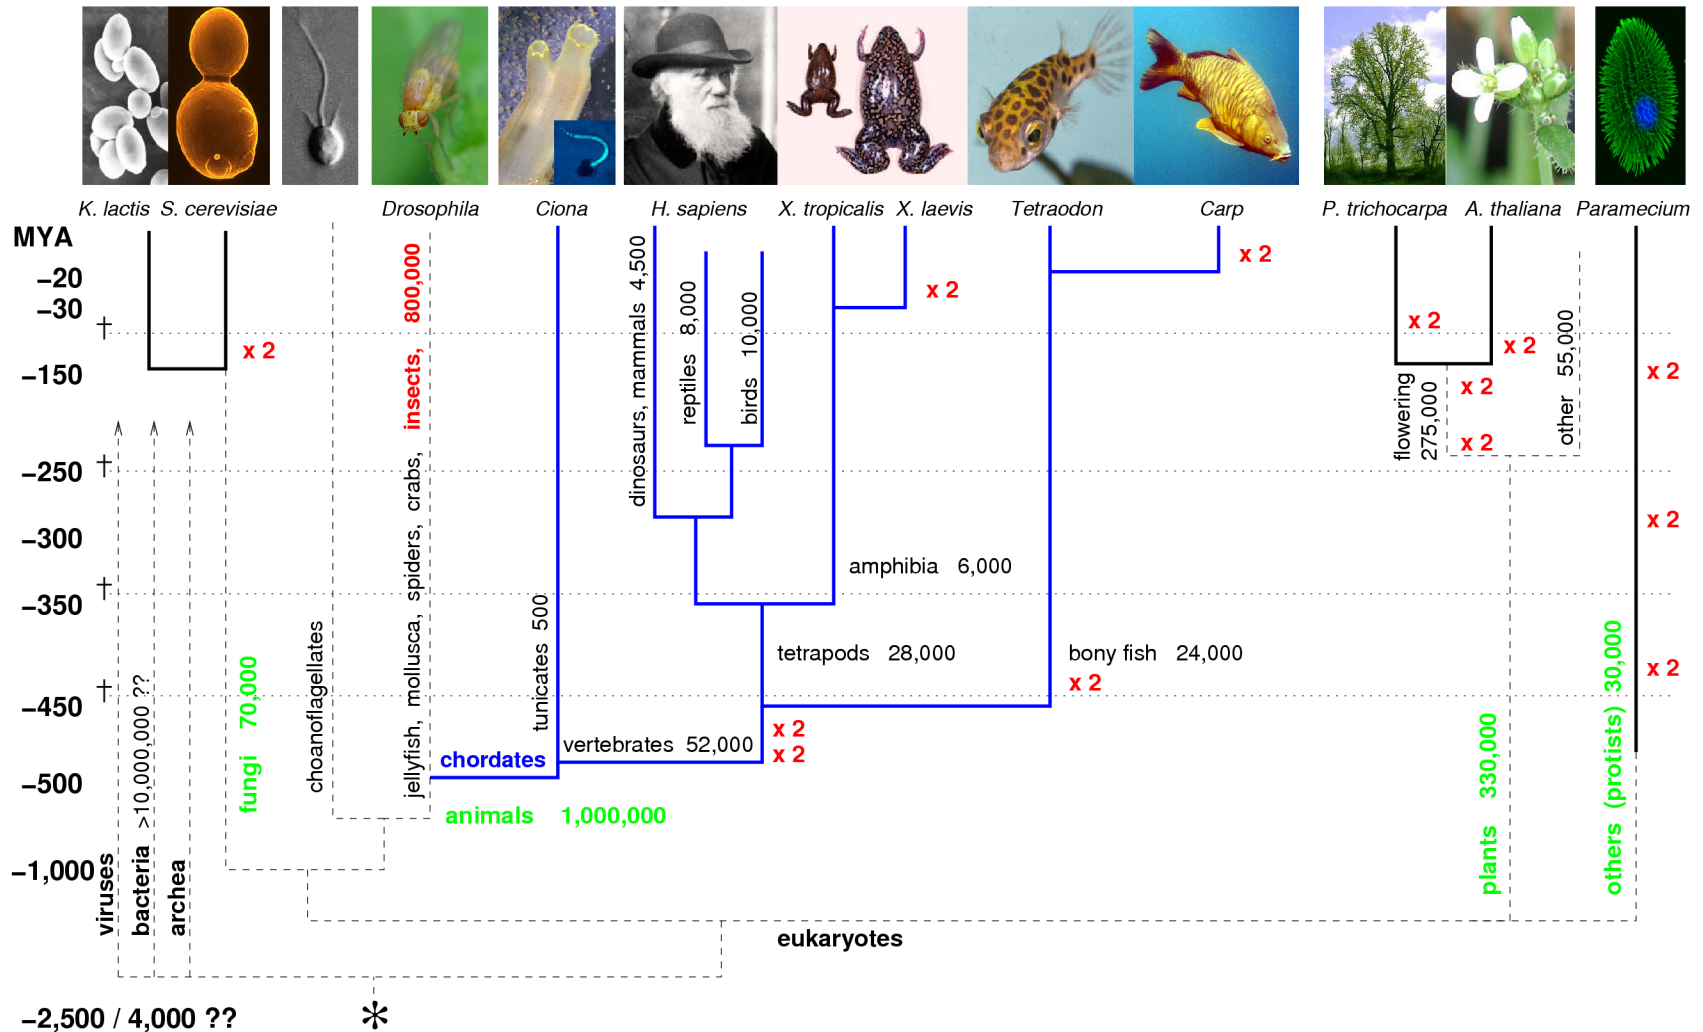 K. lactis S. cerevisiae Drosophila Ciona H. sapiens X. tropicalis X. laevis Tetraodon Carp P. trichocarpa A. thaliana Paramecium
MYA
−20
−30
†
−150
−250
†
−300
−350
†
−450
†
−500
−1,000
−2,500 / 4,000 ??
*
viruses
bacteria >10,000,000 ??
archea
x 2
fungi 70,000
choanoflagellates
jellyfish, mollusca, spiders, crabs, insects, 800,000
chordates
animals 1,000,000
tunicates 500
vertebrates 52,000
x 2
x 2
dinosaurs, mammals 4,500
reptiles 8,000
birds 10,000
x 2
amphibia 6,000
tetrapods 28,000
x 2
bony fish 24,000
x 2
x 2
x 2
flowering
275,000
x 2
x 2
other 55,000
plants 330,000
others (protists) 30,000
x 2
x 2
x 2
eukaryotes